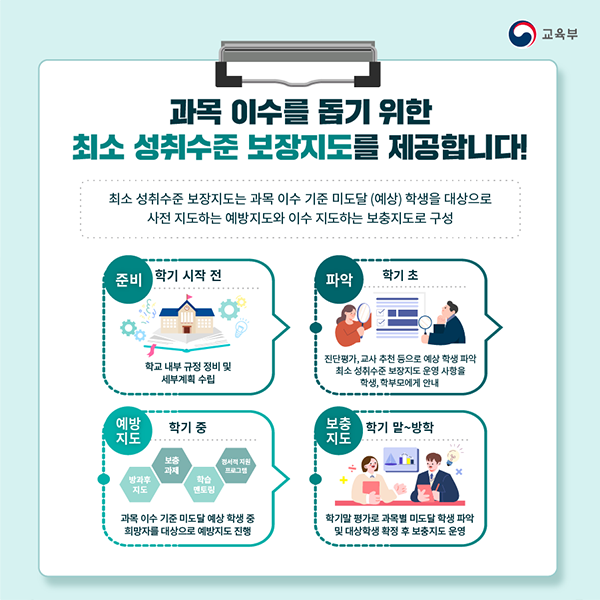 교육부
과목 이수를 돕기 위한
최소 성취수준 보장지도를 제공합니다!
최소 성취수준 보장지도는 과목 이수 기준 미도달 (예상) 학생을 대상으로
사전 지도하는 예방지도와 이수 지도하는 보충지도로 구성
준비
학기 시작 전
학교 내부 규정 정비 및
세부계획 수립
파악
학기 초
진단평가, 교사 추천 등으로 예상 학생 파악
최소 성취수준 보장지도 운영 사항을
학생, 학부모에게 안내
예방
지도
학기 중
방과후
지도
보충
과제
학습
멘토링
정서적 지원
프로그램
과목 이수 기준 미도달 예상 학생 중
희망자를 대상으로 예방지도 진행
보충
지도
학기 말~방학
학기말 평가로 과목별 미도달 학생 파악
및 대상학생 확정 후 보충지도 운영